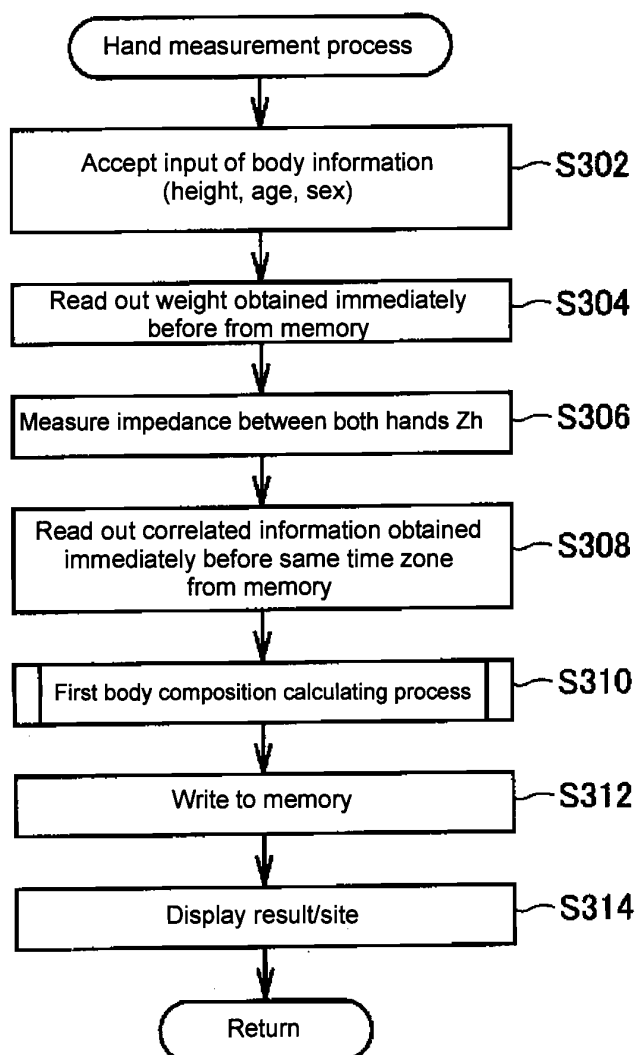 Hand measurement process
Accept input of body information
(height, age, sex)
S302
Read out weight obtained immediately
before from memory
S304
Measure impedance between both hands Zh
S306
Read out correlated information obtained
immediately before same time zone
from memory
S308
First body composition calculating process
S310
Write to memory
S312
Display result/site
S314
Return